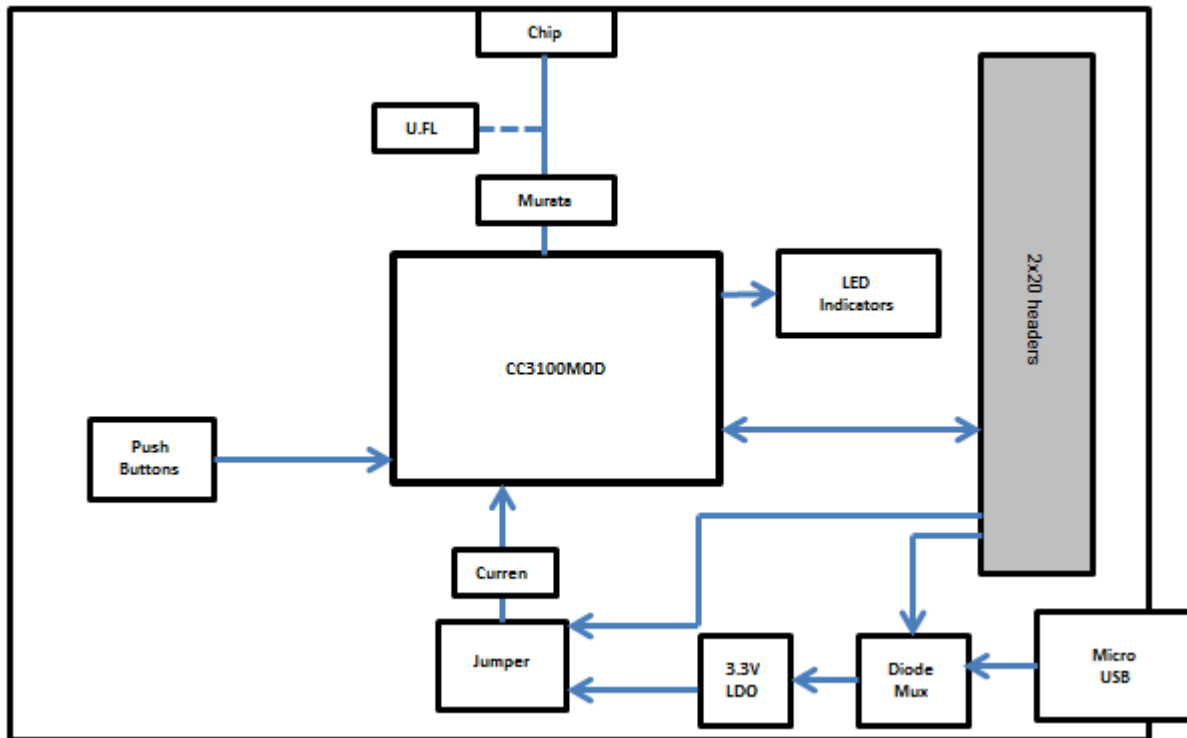 Chip
U.FL
Murata
LED
Indicators
2x20 headers
CC3100MOD
Push
Buttons
Curren
Jumper
3.3V
LDO
Diode
Mux
Micro
USB